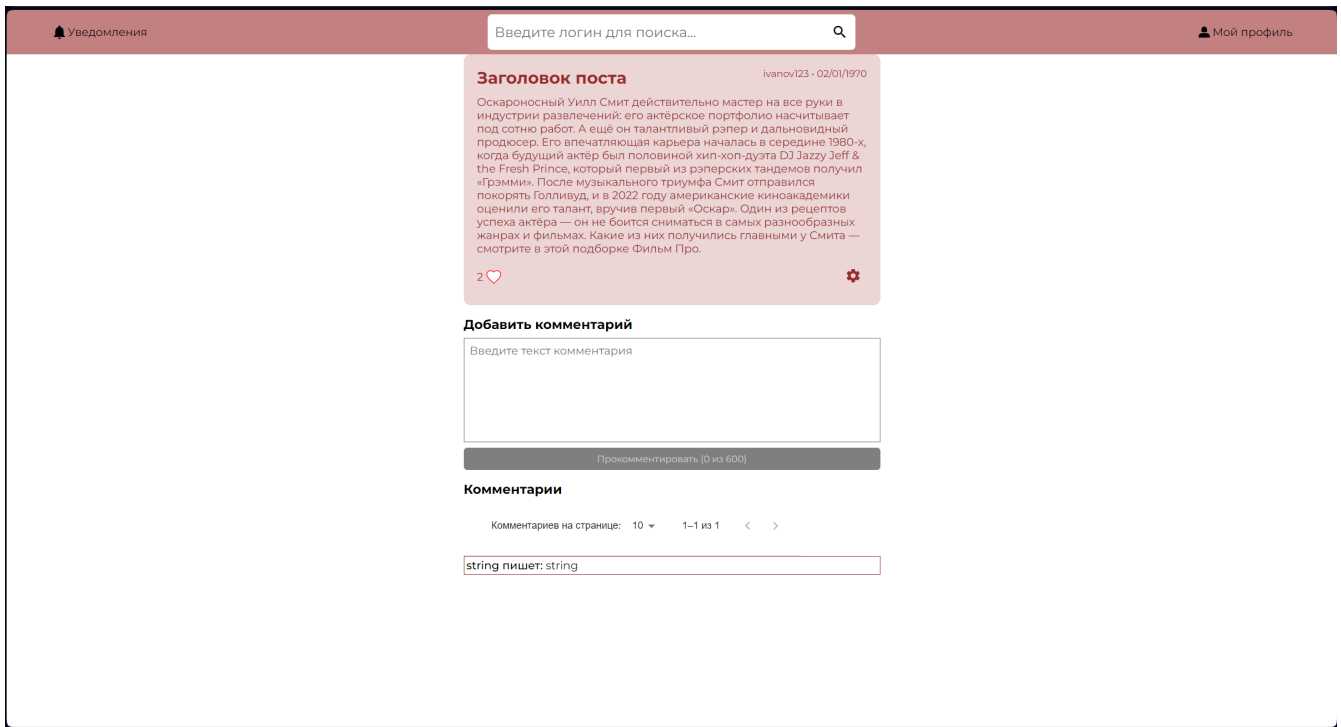 Уведомления
Введите логин для поиска...
Мой профиль
Заголовок поста
ivanov123 • 02/01/1970
Оскароносный Уилл Смит действительно мастер на все руки в
индустрии развлечений: его актёрское портфолио насчитывает
под сотню работ. А ещё он талантливый рэпер и дальновидный
продюсер. Его впечатляющая карьера началась в середине 1980-х,
когда будущий актёр был половиной хип-хоп-дуэта DJ Jazzy Jeff &
the Fresh Prince, который первый из рэперских тандемов получил
«Грэмми». После музыкального триумфа Смит отправился
покорять Голливуд, и в 2022 году американские киноакадемики
оценили его талант, вручив первый «Оскар». Один из рецептов
успеха актёра — он не боится сниматься в самых разнообразных
жанрах и фильмах. Какие из них получились главными у Смита —
смотрите в этой подборке Фильм Про.
2
Добавить комментарий
Введите текст комментария
Прокомментировать (0 из 600)
Комментарии
Комментариев на странице: 10 1–1 из 1
string пишет: string